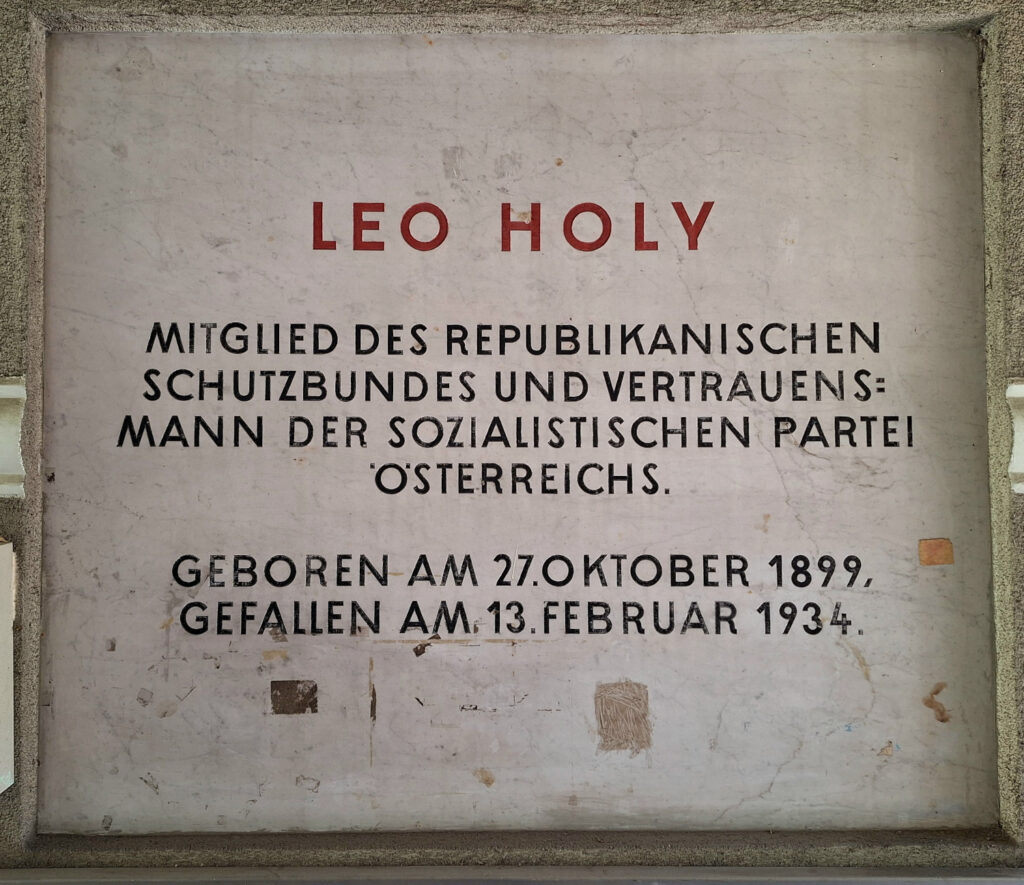 LEO HOLY
MITGLIED DES REPUBLIKANISCHEN
SCHUTZBUNDES UND VERTRAUENS=
MANN DER SOZIALISTISCHEN PARTEI
ÖSTERREICHS.
GEBOREN AM 27.OKTOBER 1899,
GEFALLEN AM. 13.FEBRUAR 1934.